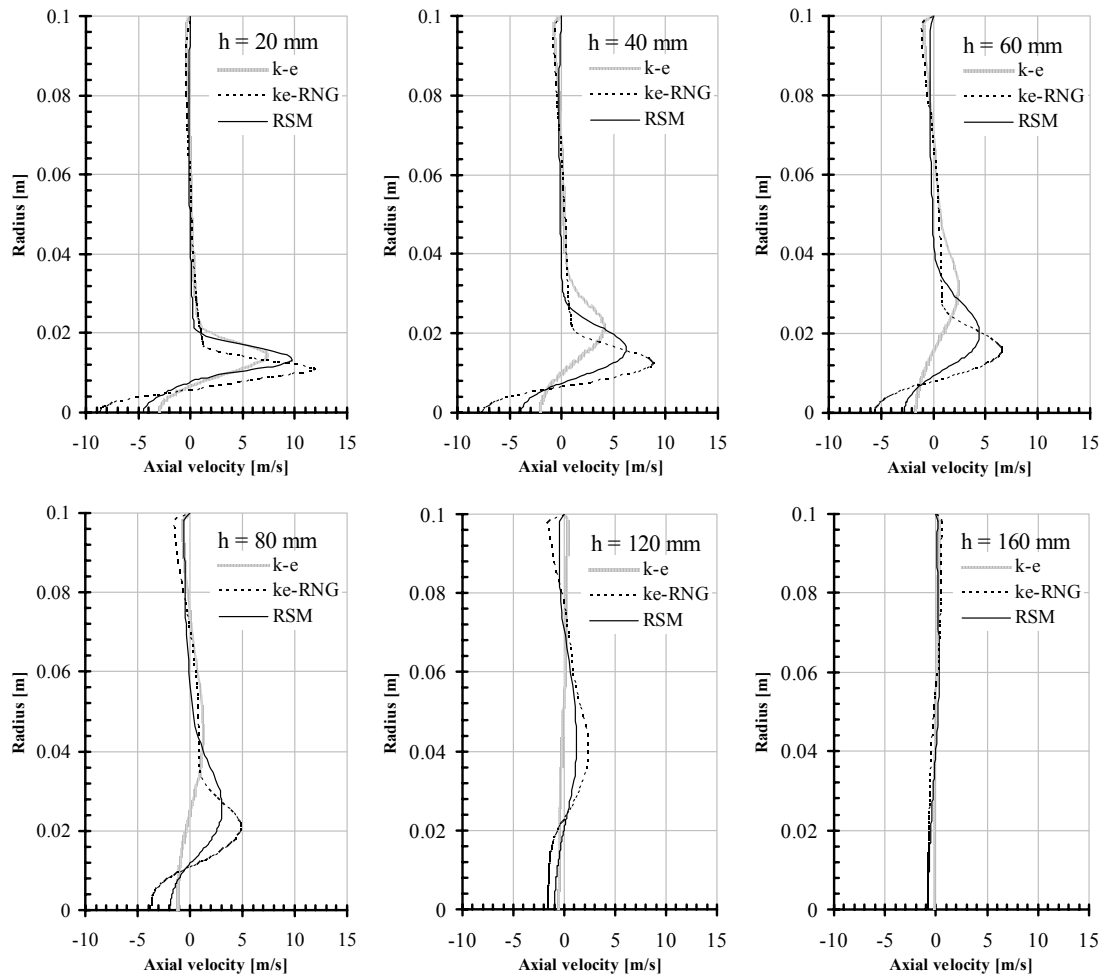 h = 20 mm
k-e
ke-RNG
RSM
0.1
0.08
0.06
0.04
0.02
0
Radius [m]
-10 -5 0 5 10 15
Axial velocity [m/s]
h = 40 mm
k-e
ke-RNG
RSM
0.1
0.08
0.06
0.04
0.02
0
Radius [m]
-10 -5 0 5 10 15
Axial velocity [m/s]
h = 60 mm
k-e
ke-RNG
RSM
0.1
0.08
0.06
0.04
0.02
0
Radius [m]
-10 -5 0 5 10 15
Axial velocity [m/s]
h = 80 mm
k-e
ke-RNG
RSM
0.1
0.08
0.06
0.04
0.02
0
Radius [m]
-10 -5 0 5 10 15
Axial velocity [m/s]
h = 120 mm
k-e
ke-RNG
RSM
0.1
0.08
0.06
0.04
0.02
0
Radius [m]
-10 -5 0 5 10 15
Axial velocity [m/s]
h = 160 mm
k-e
ke-RNG
RSM
0.1
0.08
0.06
0.04
0.02
0
Radius [m]
-10 -5 0 5 10 15
Axial velocity [m/s]